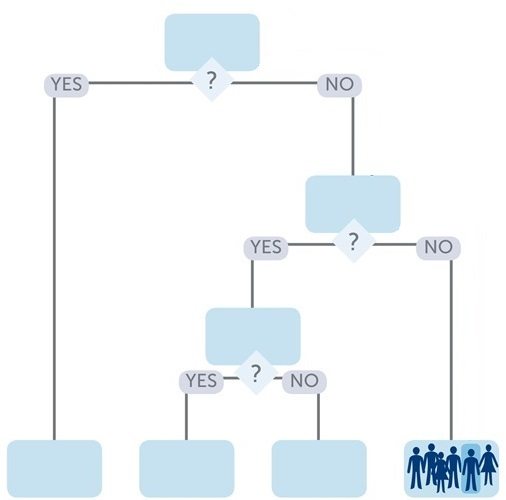 ?
YES
NO
?
YES
NO
?
YES
NO